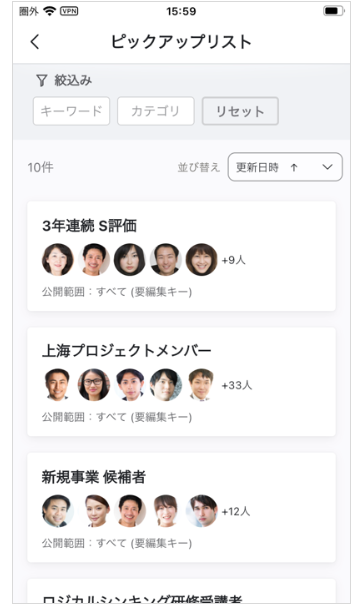 圏外 VPN 15:59
ピックアップリスト
絞込み
キーワード カテゴリ リセット
10件 並び替え 更新日時 ↑
3年連続 S評価
+9人
公開範囲：すべて (要編集キー)
上海プロジェクトメンバー
+33人
公開範囲：すべて (要編集キー)
新規事業 候補者
+12人
公開範囲：すべて (要編集キー)
ロジカルシンキング研修受講者